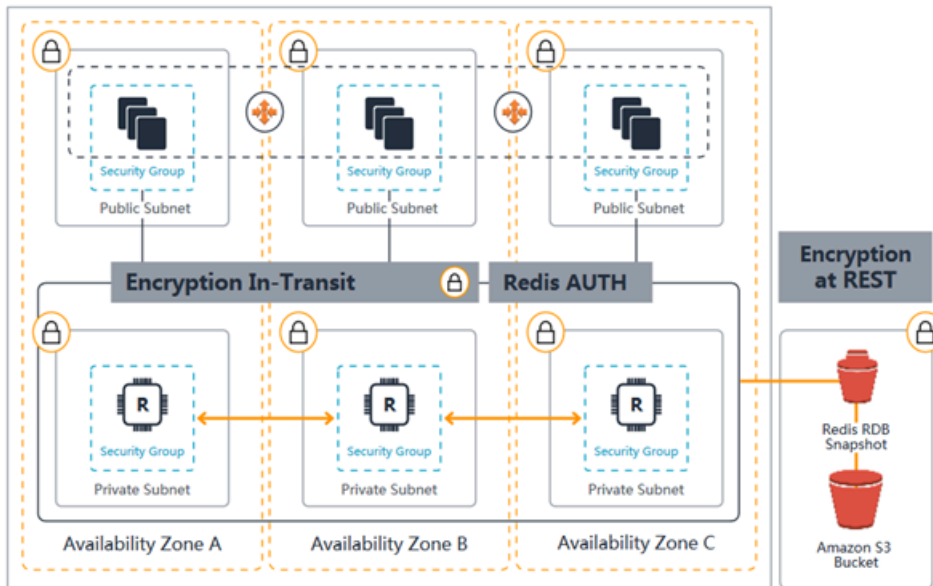 Security Group
Security Group
Security Group
Public Subnet
Public Subnet
Public Subnet
Encryption In-Transit
Redis AUTH
Encryption
at REST
R
R
R
Security Group
Security Group
Security Group
Private Subnet
Private Subnet
Private Subnet
Availability Zone A
Availability Zone B
Availability Zone C
Redis RDB
Snapshot
Amazon S3
Bucket